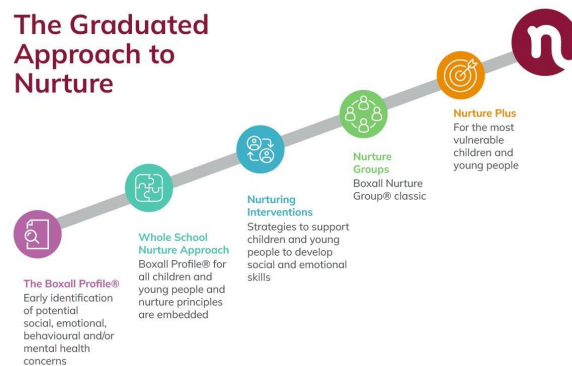 The Graduated
Approach to
Nurture
n
Nurture Plus
For the most
vulnerable
children and
young people
Nurture
Groups
Boxall Nurture
Group® classic
Nurturing
Interventions
Strategies to support
children and young
people to develop
social and emotional
skills
Whole School
Nurture Approach
Boxall Profile® for
all children and
young people and
nurture principles
are embedded
The Boxall Profile®
Early identification
of potential
social, emotional,
behavioural and/or
mental health
concerns